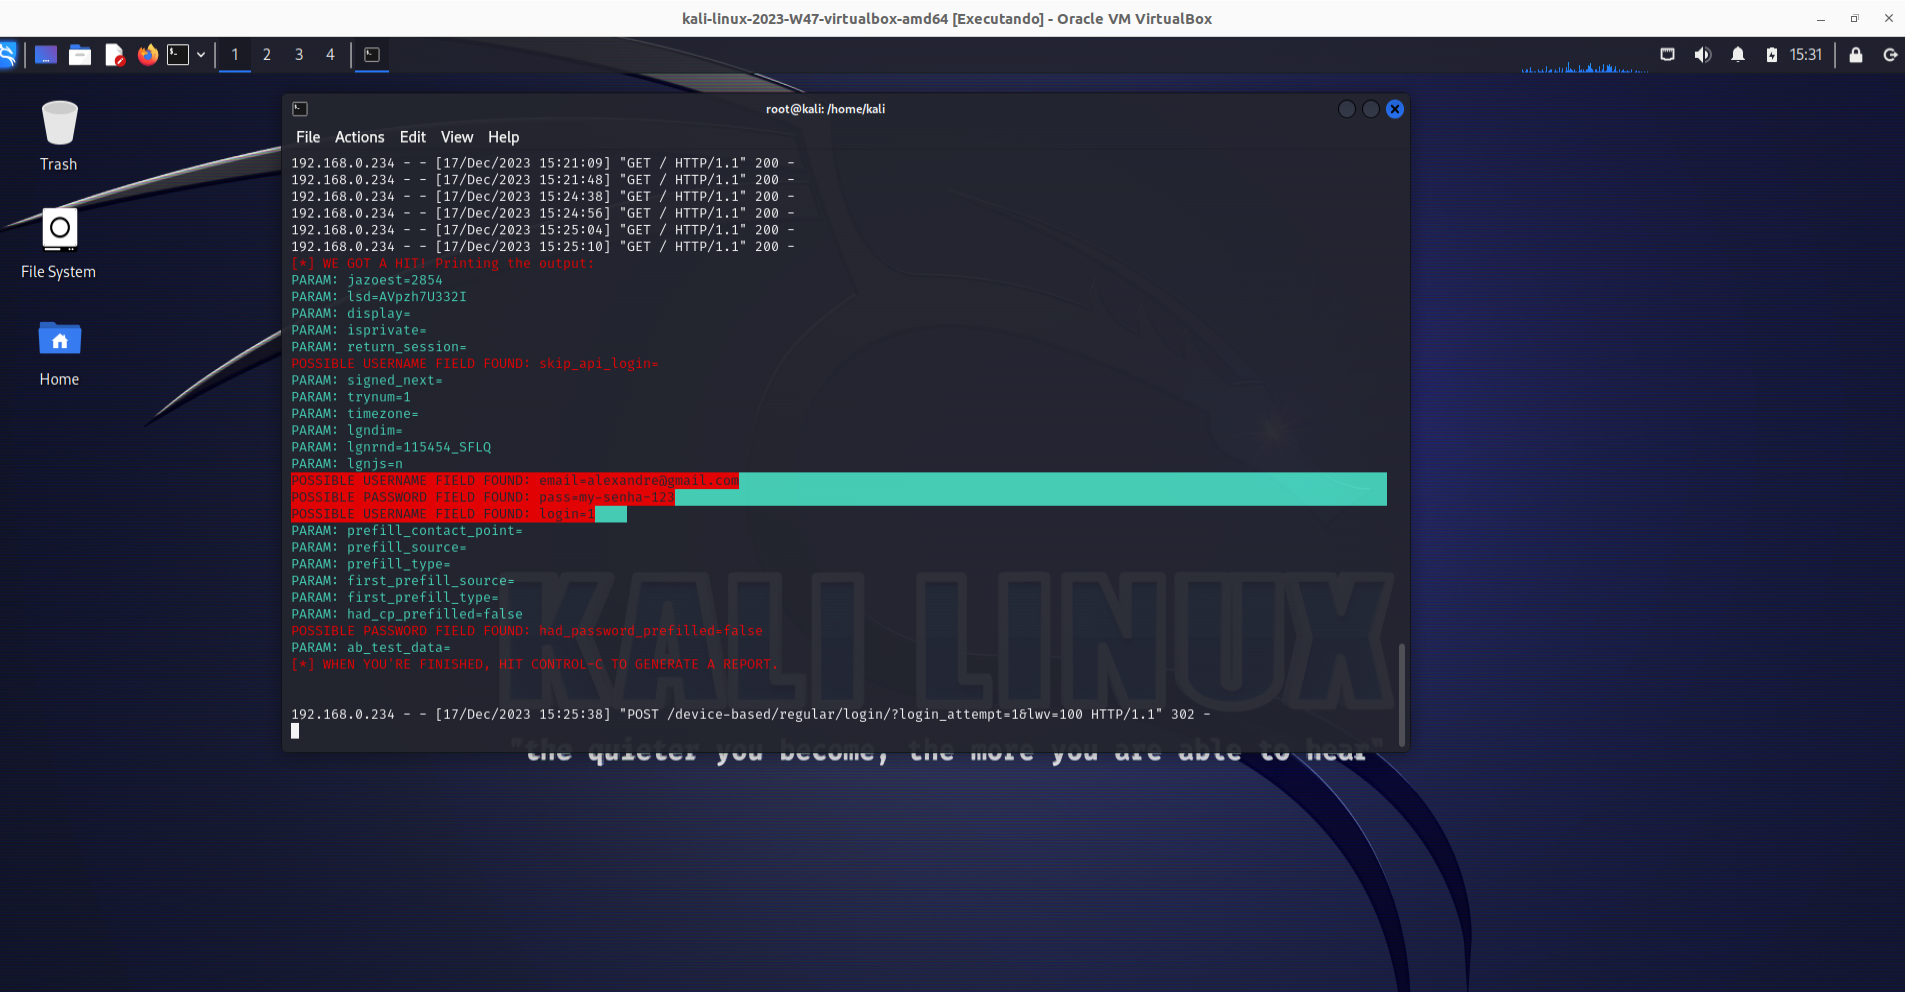 kali-linux-2023-W47-virtualbox-amd64 [Executando] - Oracle VM VirtualBox
1 2 3 4
15:31
Trash
File System
Home
root@kali: /home/kali
File Actions Edit View Help
192.168.0.234 - - [17/Dec/2023 15:21:09] "GET / HTTP/1.1" 200 -
192.168.0.234 - - [17/Dec/2023 15:21:48] "GET / HTTP/1.1" 200 -
192.168.0.234 - - [17/Dec/2023 15:24:38] "GET / HTTP/1.1" 200 -
192.168.0.234 - - [17/Dec/2023 15:24:56] "GET / HTTP/1.1" 200 -
192.168.0.234 - - [17/Dec/2023 15:25:04] "GET / HTTP/1.1" 200 -
192.168.0.234 - - [17/Dec/2023 15:25:10] "GET / HTTP/1.1" 200 -
[*] WE GOT A HIT! Printing the output:
PARAM: jazoest=2854
PARAM: lsd=AVpzh7U332I
PARAM: display=
PARAM: isprivate=
PARAM: return_session=
POSSIBLE USERNAME FIELD FOUND: skip_api_login=
PARAM: signed_next=
PARAM: trynum=1
PARAM: timezone=
PARAM: lgndim=
PARAM: lgnrnd=115454_SFLQ
PARAM: lgnjs=n
POSSIBLE USERNAME FIELD FOUND: email=alexandre@gmail.com
POSSIBLE PASSWORD FIELD FOUND: pass=my-senha-123
POSSIBLE USERNAME FIELD FOUND: login=1
PARAM: prefill_contact_point=
PARAM: prefill_source=
PARAM: prefill_type=
PARAM: first_prefill_source=
PARAM: first_prefill_type=
PARAM: had_cp_prefilled=false
POSSIBLE PASSWORD FIELD FOUND: had_password_prefilled=false
PARAM: ab_test_data=
[*] WHEN YOU'RE FINISHED, HIT CONTROL-C TO GENERATE A REPORT.
192.168.0.234 - - [17/Dec/2023 15:25:38] "POST /device-based/regular/login/?login_attempt=1&lwv=100 HTTP/1.1" 302 -
KALI LINUX
"the quieter you become, the more you are able to hear"